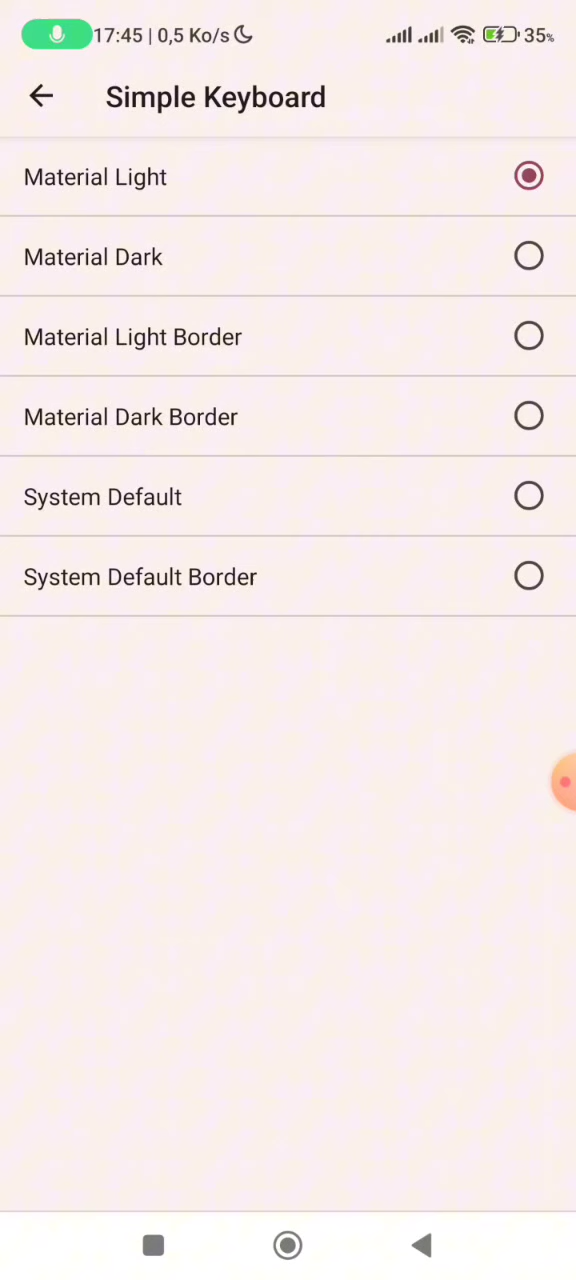 17:45 | 0,5 Ko/s 35%
Simple Keyboard
Material Light
Material Dark
Material Light Border
Material Dark Border
System Default
System Default Border